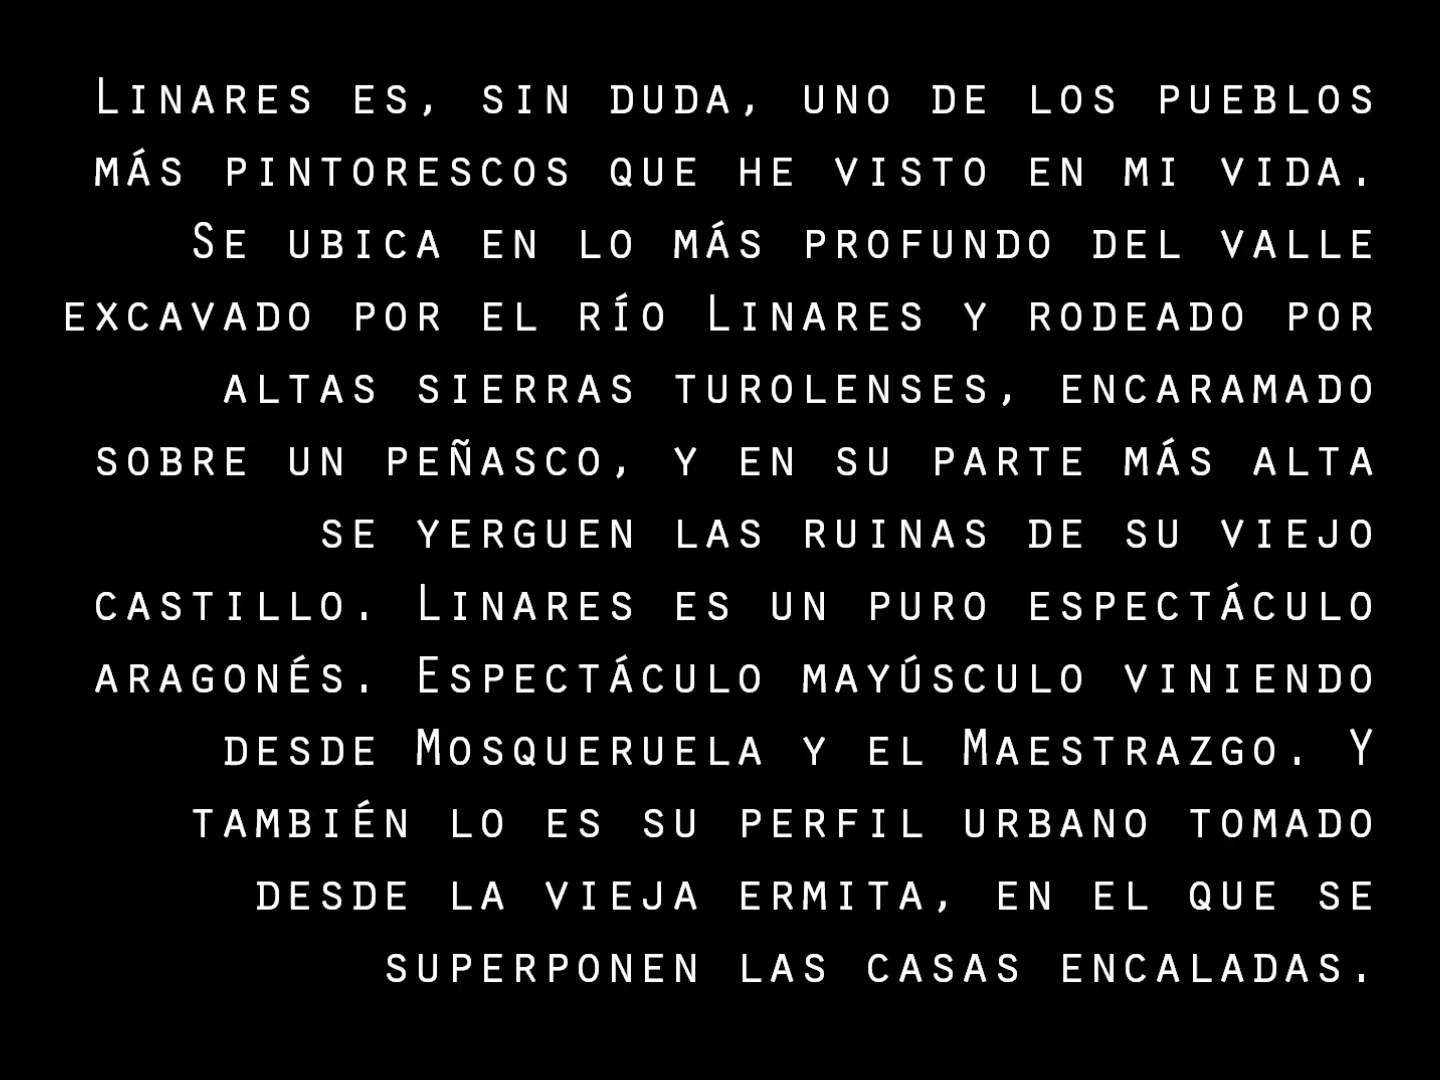 Linares es, sin duda, uno de los pueblos
más pintorescos que he visto en mi vida.
Se ubica en lo más profundo del valle
excavado por el río Linares y rodeado por
altas sierras turolenses, encaramado
sobre un peñasco, y en su parte más alta
se yerguen las ruinas de su viejo
castillo. Linares es un puro espectáculo
aragonés. Espectáculo mayúsculo viniendo
desde Mosqueruela y el Maestrazgo. Y
también lo es su perfil urbano tomado
desde la vieja ermita, en el que se
superponen las casas encaladas.